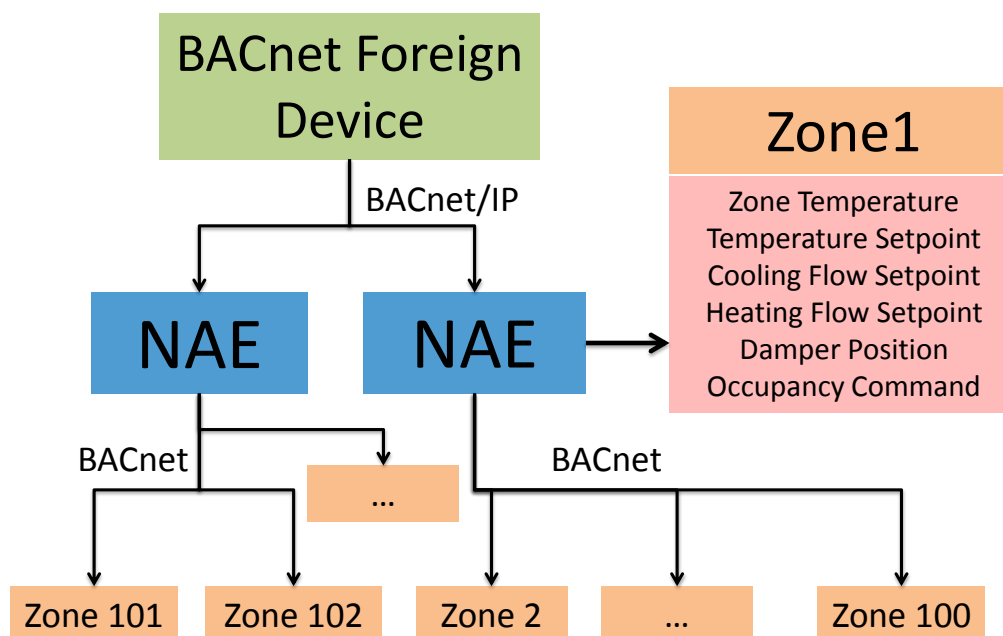 BACnet Foreign
Device
Zone1
Zone Temperature
Temperature Setpoint
Cooling Flow Setpoint
Heating Flow Setpoint
Damper Position
Occupancy Command
BACnet/IP
NAE
NAE
BACnet
BACnet
...
Zone 101
Zone 102
Zone 2
...
Zone 100